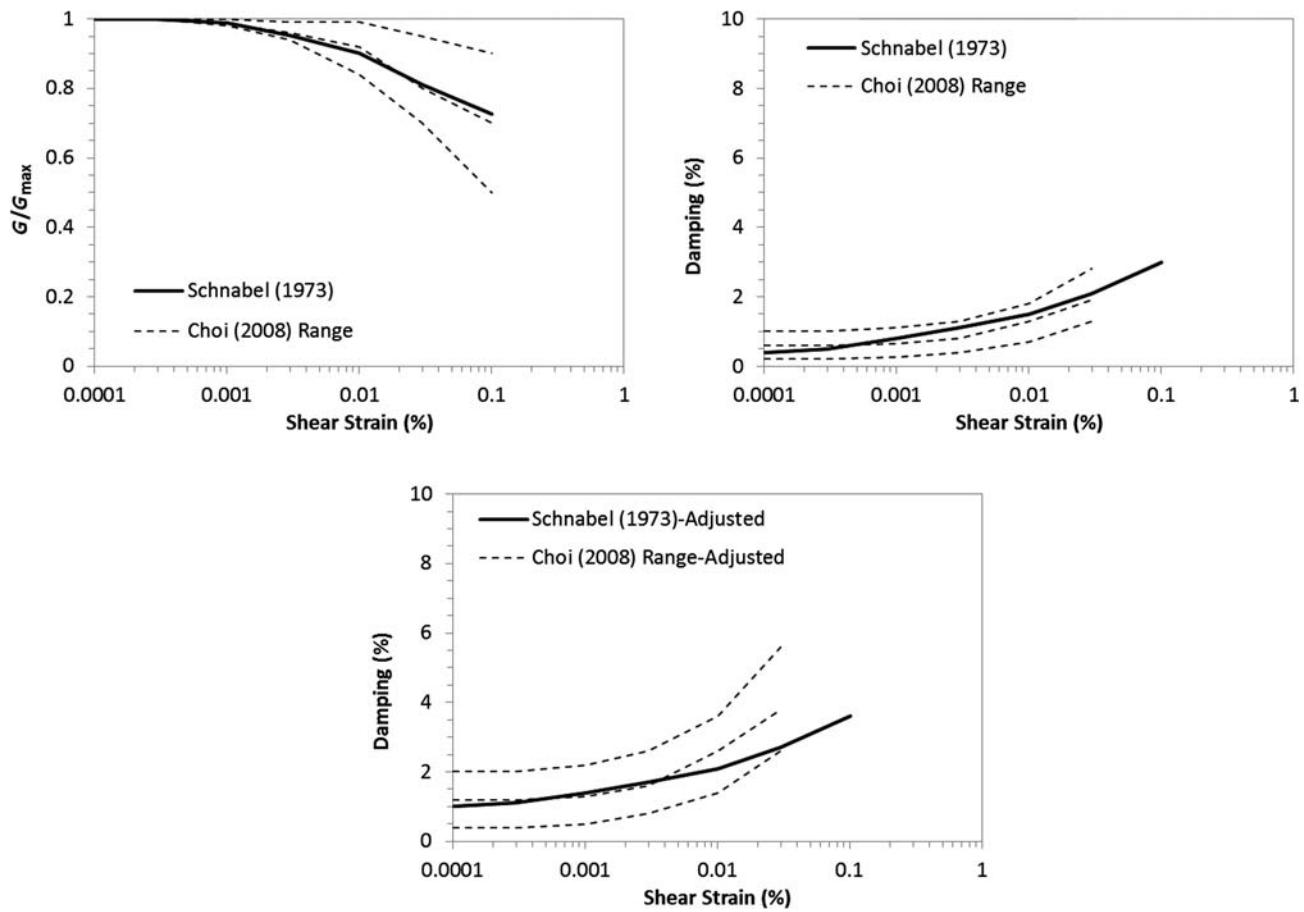 1
0.8
0.6
0.4
0.2
0
G/Gmax
Schnabel (1973)
Choi (2008) Range
0.0001 0.001 0.01 0.1 1
Shear Strain (%)
10
8
6
4
2
0
Damping (%)
Schnabel (1973)
Choi (2008) Range
0.0001 0.001 0.01 0.1 1
Shear Strain (%)
10
8
6
4
2
0
Damping (%)
Schnabel (1973)-Adjusted
Choi (2008) Range-Adjusted
0.0001 0.001 0.01 0.1 1
Shear Strain (%)